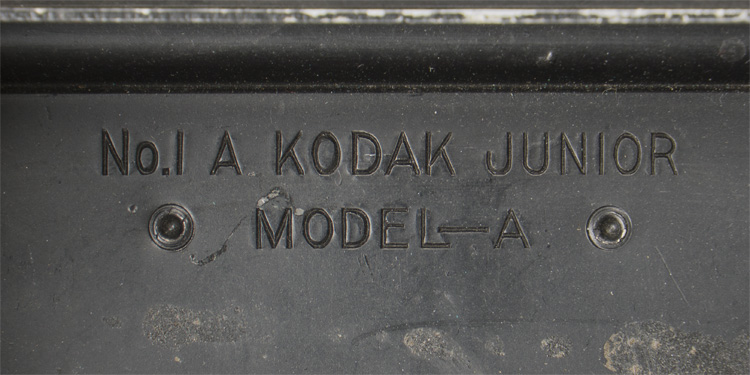 No.1 A KODAK JUNIOR
MODEL—A